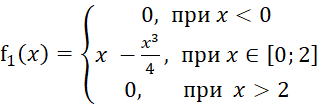 0, при x < 0
f₁(x) = { x − x³/4, при x ∈ [0; 2]
0, при x > 2